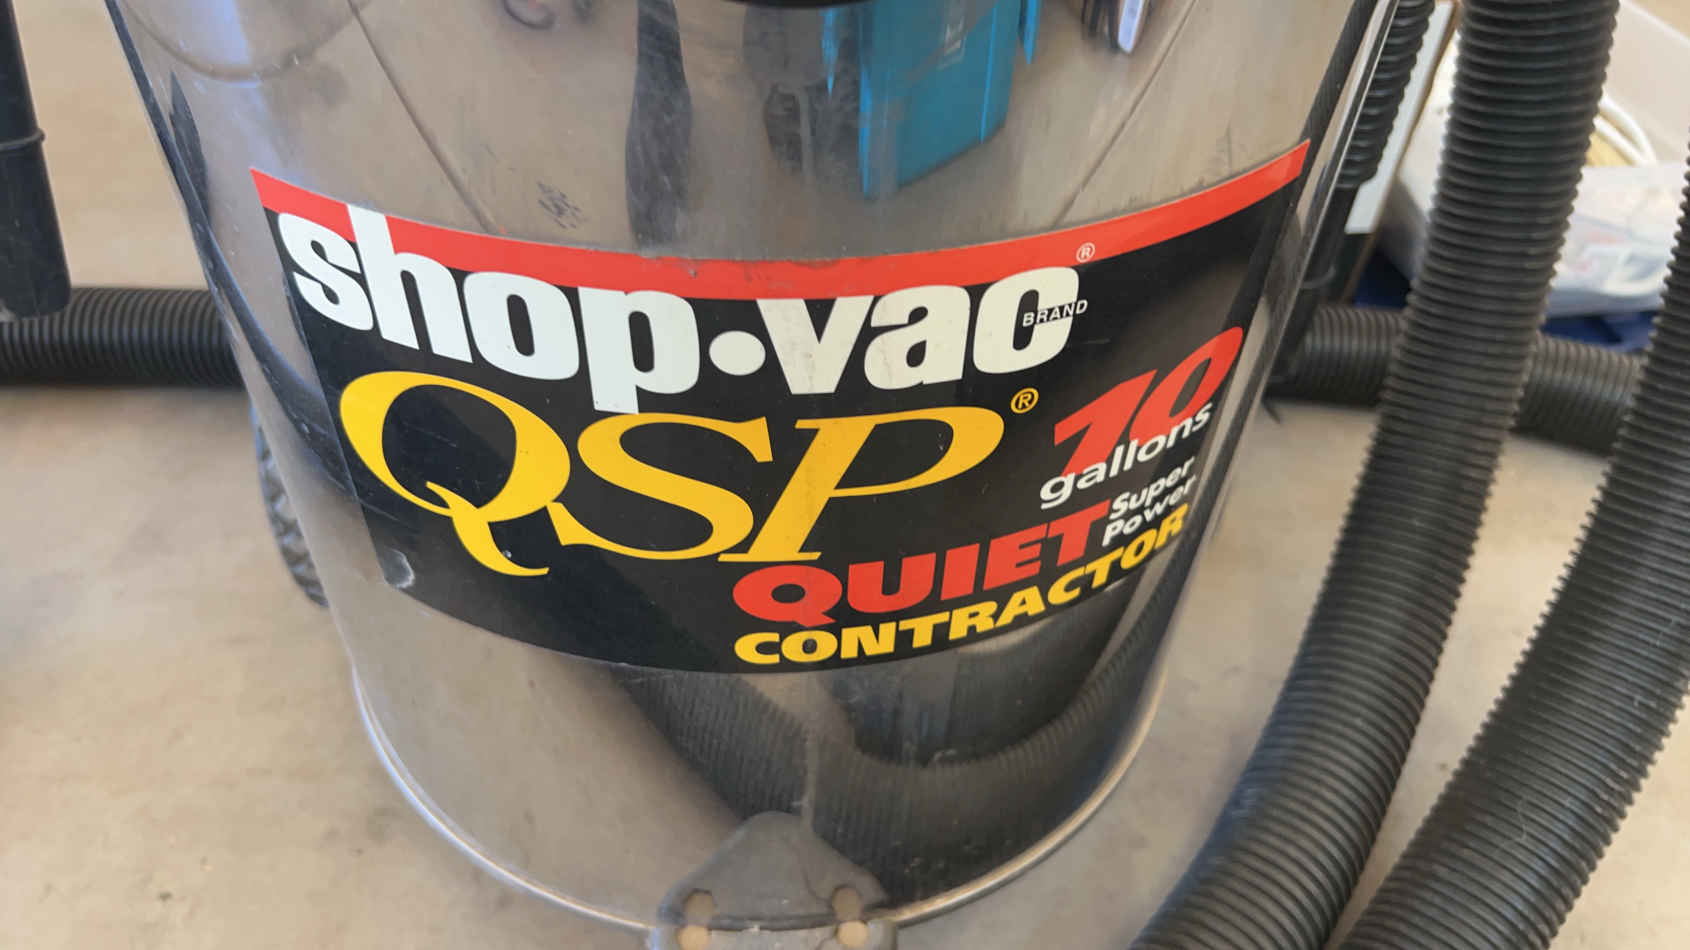 shop·vac®
BRAND
QSP®
10
gallons
QUIET Super Power
CONTRACTOR